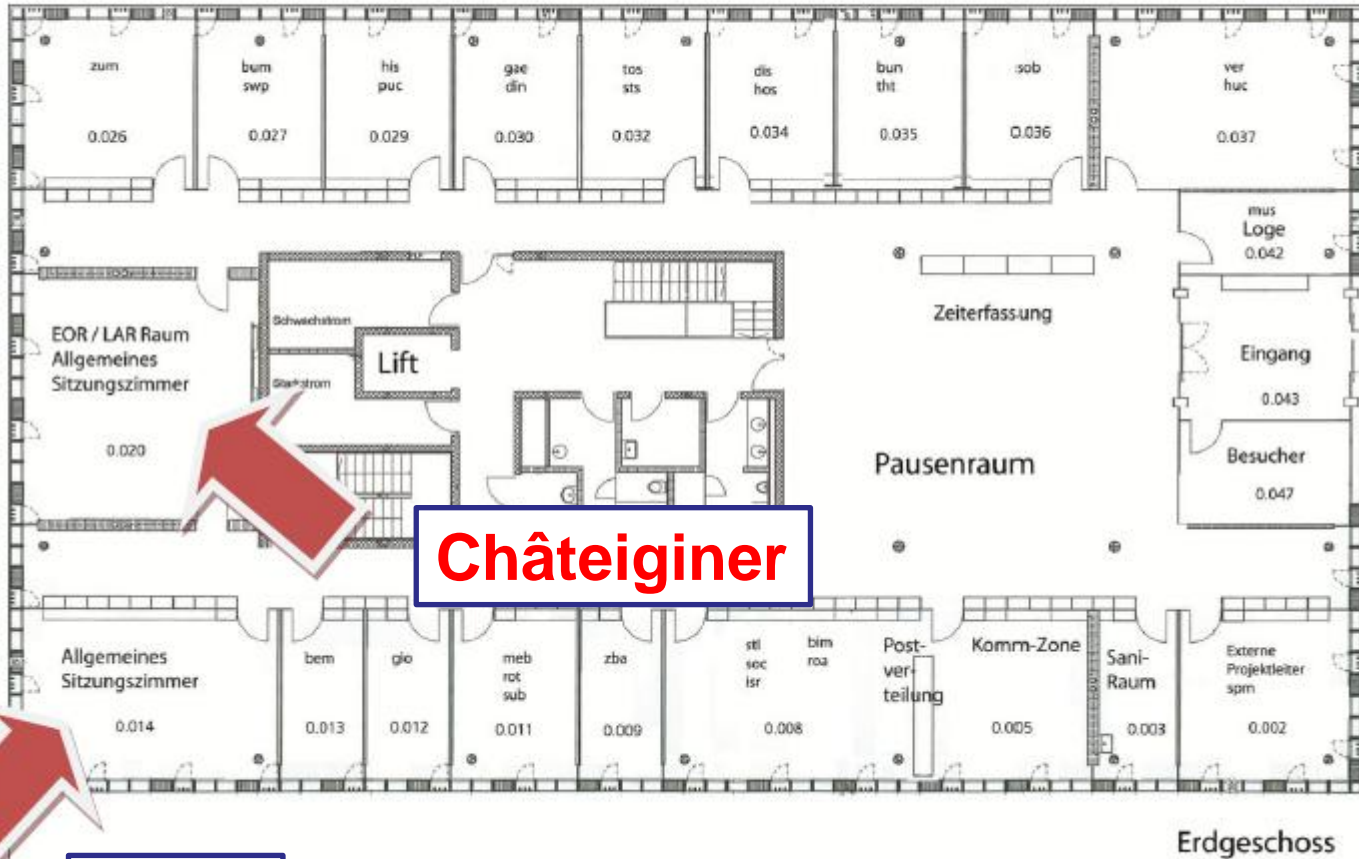 zum
0.026
bum
swp
0.027
his
puc
0.029
gae
din
0.030
tos
sts
0.032
dis
hos
0.034
bun
tht
0.035
sob
0.036
ver
huc
0.037
mus
Loge
0.042
EOR / LAR Raum
Allgemeines
Sitzungszimmer
0.020
Schwachstrom
Starkstrom
Lift
Zeiterfassung
Eingang
0.043
Pausenraum
Besucher
0.047
Châteiginer
Allgemeines
Sitzungszimmer
0.014
bem
0.013
gio
0.012
meb
rot
sub
0.011
zba
0.009
stl
soc
isr
bim
roa
0.008
Post-
ver-
teilung
Komm-Zone
0.005
Sani-
Raum
0.003
Externe
Projektleiter
spm
0.002
Erdgeschoss